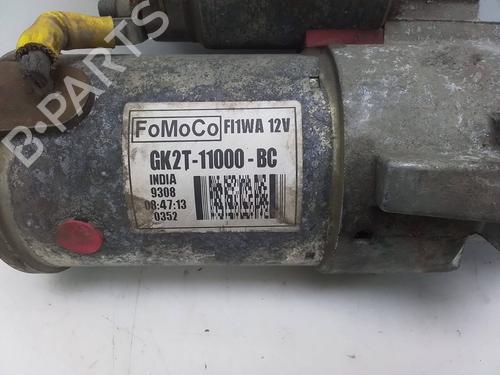 FoMoCo FI1WA 12V
GK2T-11000-BC
INDIA
9308
08:47:13
0352
B-PARTS